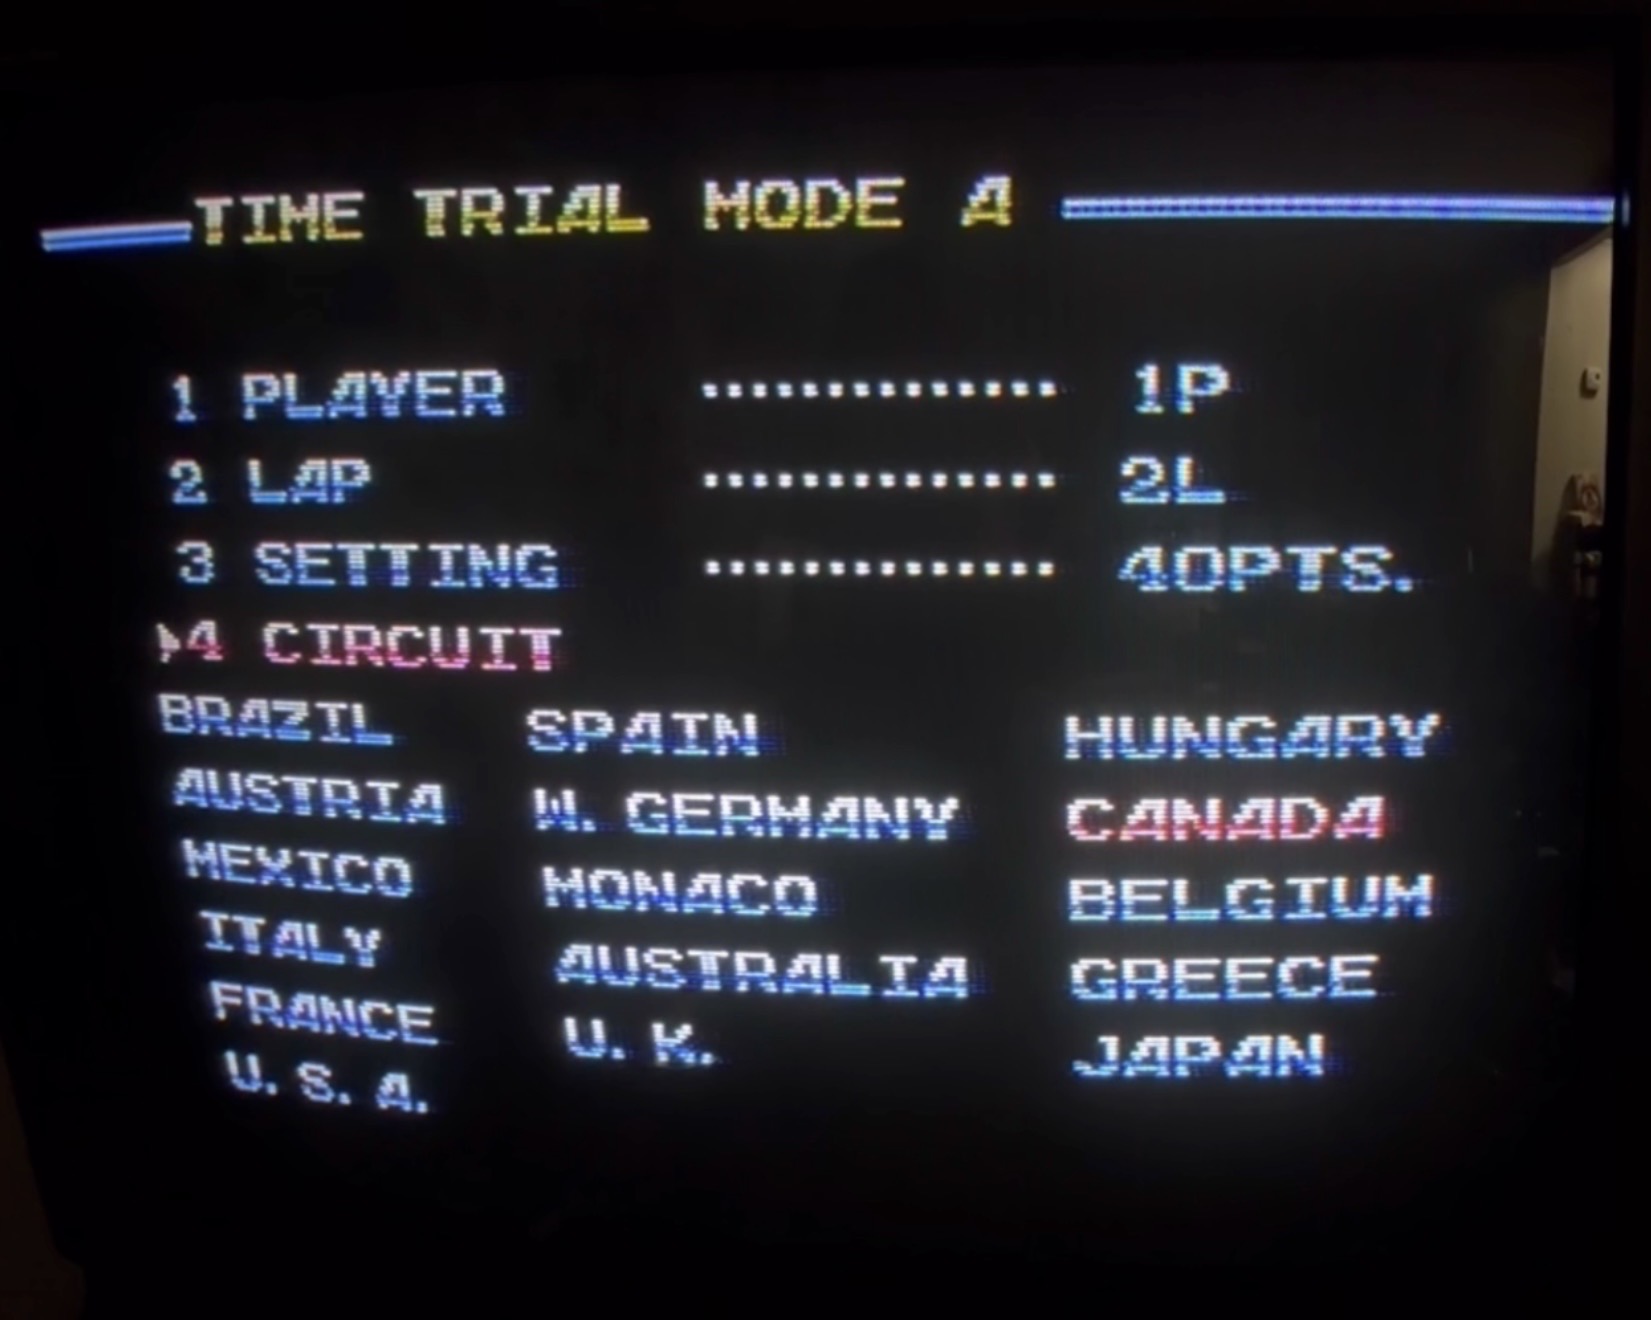 TIME TRIAL MODE A
1 PLAYER .............. 1P
2 LAP .............. 2L
3 SETTING .............. 40PTS.
4 CIRCUIT
BRAZIL SPAIN HUNGARY
AUSTRIA W. GERMANY CANADA
MEXICO MONACO BELGIUM
ITALY AUSTRALIA GREECE
FRANCE U. K. JAPAN
U. S. A.